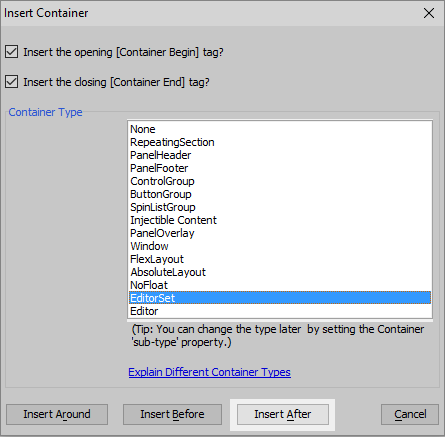 Insert Container
Insert the opening [Container Begin] tag?
Insert the closing [Container End] tag?
Container Type
None
RepeatingSection
PanelHeader
PanelFooter
ControlGroup
ButtonGroup
SpinListGroup
Injectible Content
PanelOverlay
Window
FlexLayout
AbsoluteLayout
NoFloat
EditorSet
Editor
(Tip: You can change the type later by setting the Container
'sub-type' property.)
Explain Different Container Types
Insert Around Insert Before Insert After Cancel